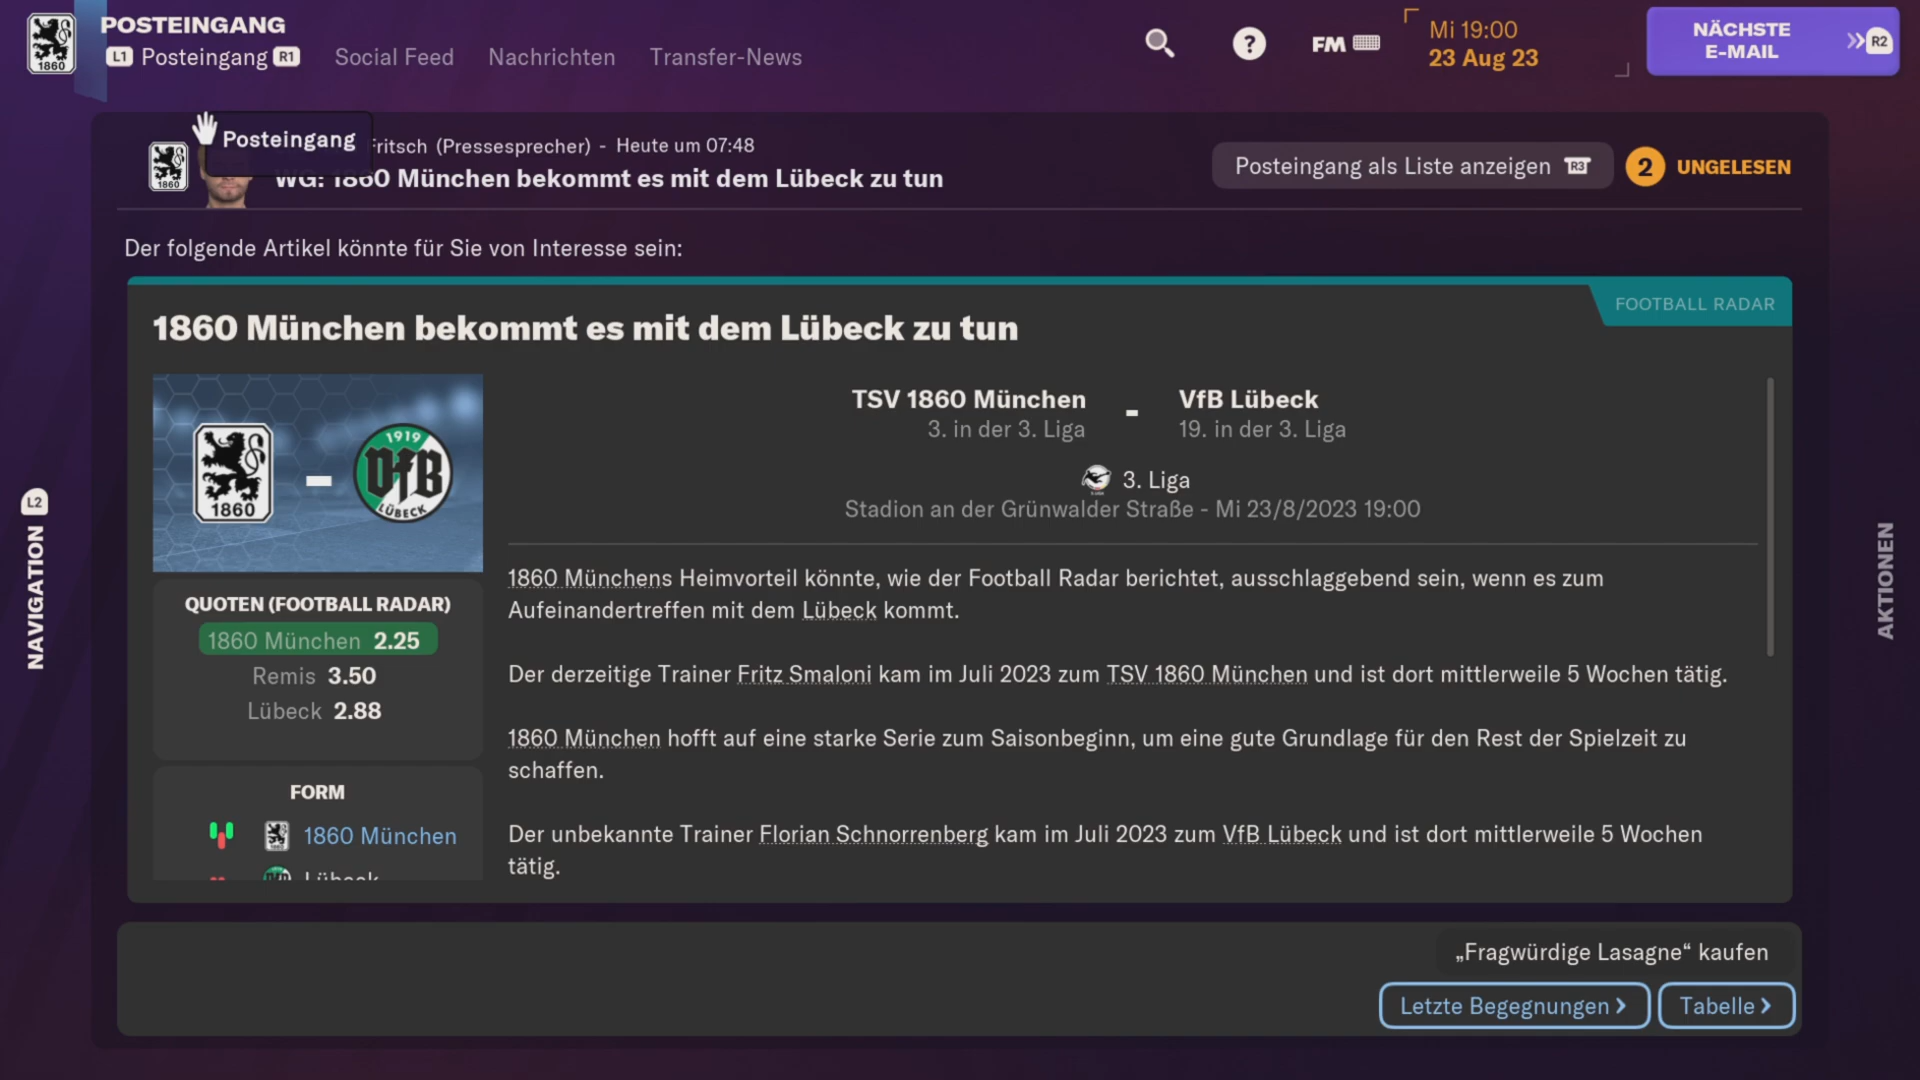 POSTEINGANG
L1 Posteingang R1 Social Feed Nachrichten Transfer-News
1860
?
FM
Mi 19:00
23 Aug 23
NÄCHSTE
E-MAIL
R2
Posteingang
Fritsch (Pressesprecher) - Heute um 07:48
1860
WG: 1860 München bekommt es mit dem Lübeck zu tun
Posteingang als Liste anzeigen R3
2 UNGELESEN
Der folgende Artikel könnte für Sie von Interesse sein:
FOOTBALL RADAR
1860 München bekommt es mit dem Lübeck zu tun
1860
1919
VfB
LÜBECK
TSV 1860 München - VfB Lübeck
3. in der 3. Liga 19. in der 3. Liga
3. Liga
Stadion an der Grünwalder Straße - Mi 23/8/2023 19:00
1860 Münchens Heimvorteil könnte, wie der Football Radar berichtet, ausschlaggebend sein, wenn es zum
Aufeinandertreffen mit dem Lübeck kommt.
Der derzeitige Trainer Fritz Smaloni kam im Juli 2023 zum TSV 1860 München und ist dort mittlerweile 5 Wochen tätig.
1860 München hofft auf eine starke Serie zum Saisonbeginn, um eine gute Grundlage für den Rest der Spielzeit zu
schaffen.
Der unbekannte Trainer Florian Schnorrenberg kam im Juli 2023 zum VfB Lübeck und ist dort mittlerweile 5 Wochen
tätig.
QUOTEN (FOOTBALL RADAR)
1860 München 2.25
Remis 3.50
Lübeck 2.88
FORM
1860 München
Lübeck
L2
NAVIGATION
AKTIONEN
„Fragwürdige Lasagne“ kaufen
Letzte Begegnungen
Tabelle